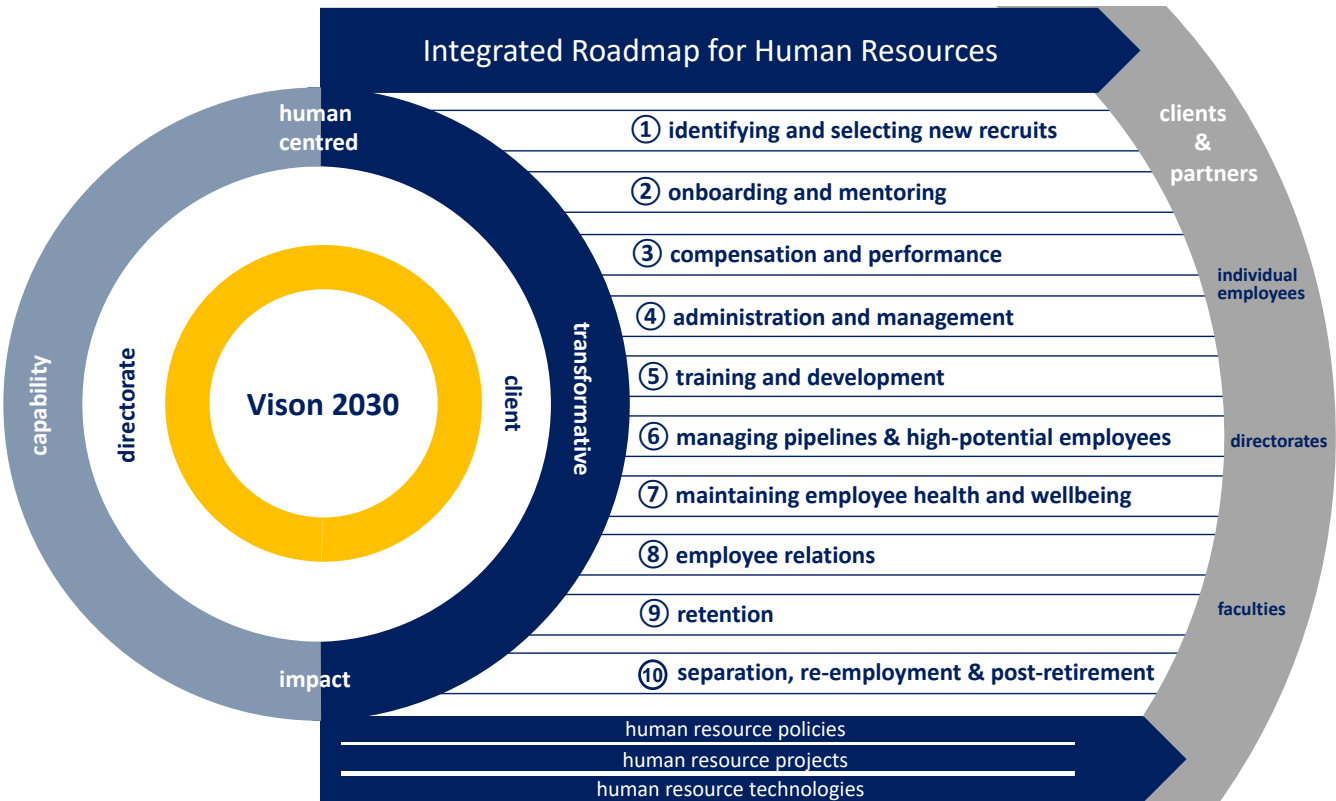 Integrated Roadmap for Human Resources
human
centred
capability
directorate
Vison 2030
client
transformative
impact
① identifying and selecting new recruits
② onboarding and mentoring
③ compensation and performance
④ administration and management
⑤ training and development
⑥ managing pipelines & high-potential employees
⑦ maintaining employee health and wellbeing
⑧ employee relations
⑨ retention
⑩ separation, re-employment & post-retirement
clients
&
partners
individual
employees
directorates
faculties
human resource policies
human resource projects
human resource technologies